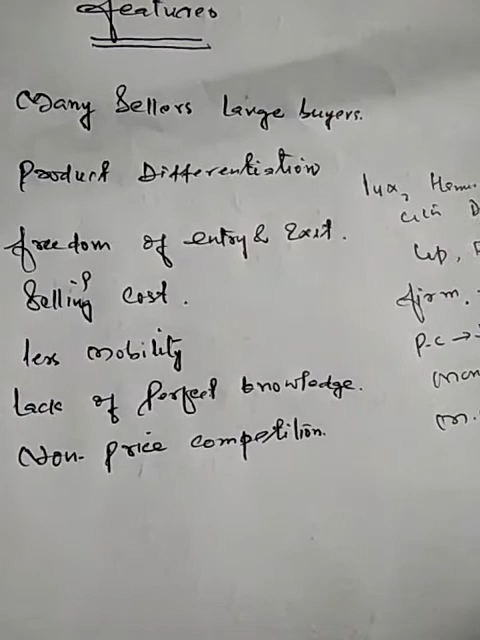 features
Many Sellers Large buyers.
Product Differentiation
freedom of entry & Exit.
Selling Cost.
less mobility
lack of Perfect knowledge.
Non-Price competition.
lux,
firm.
P-C →